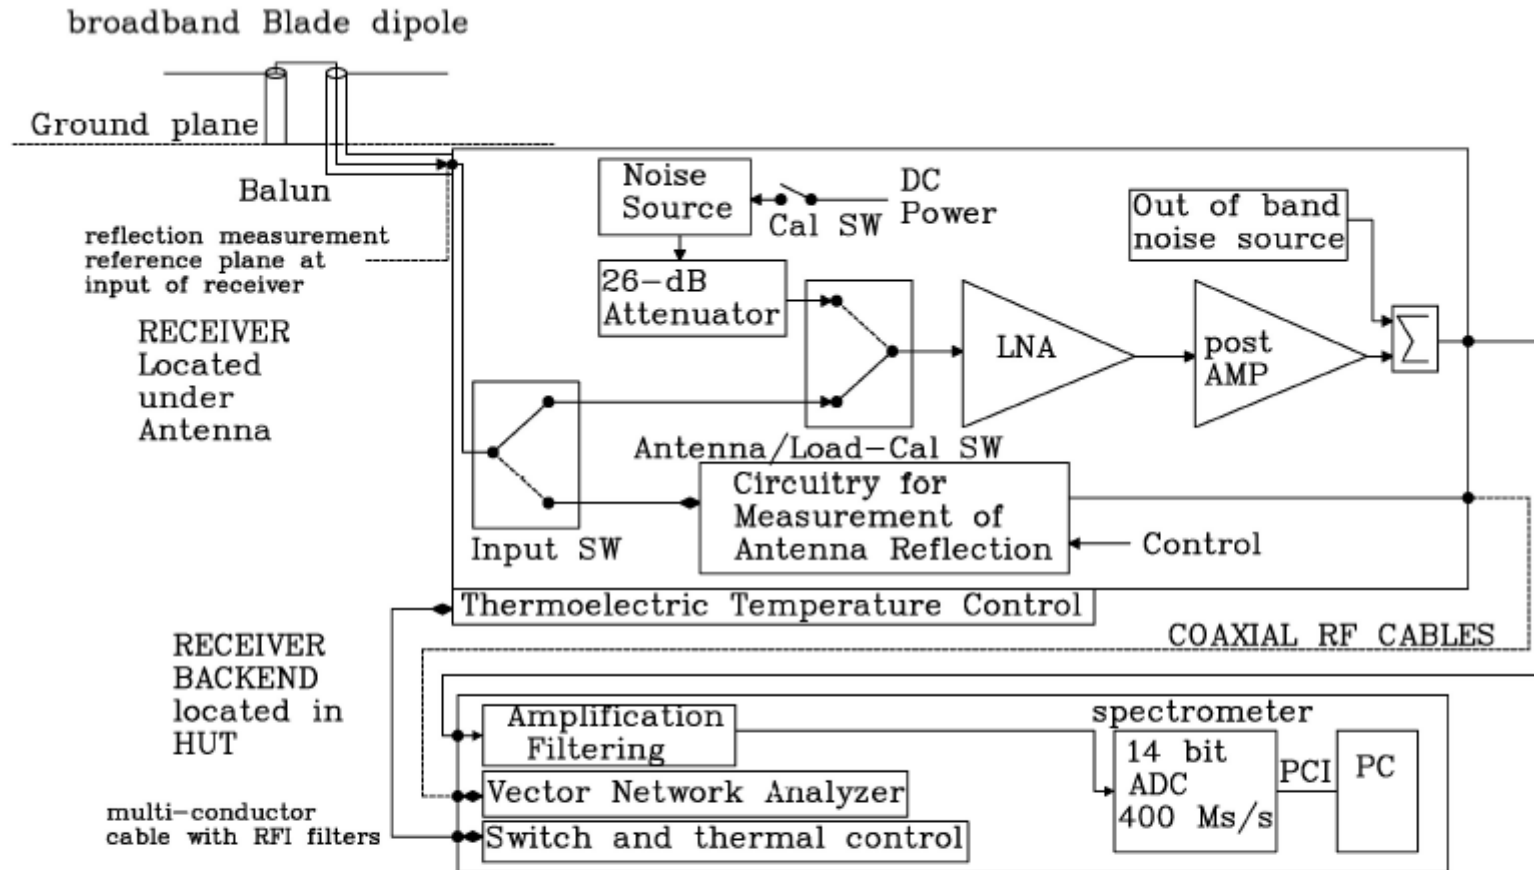 broadband Blade dipole
Ground plane
Balun
reflection measurement
reference plane at
input of receiver
RECEIVER
Located
under
Antenna
Noise
Source
Cal SW
DC
Power
Out of band
noise source
26-dB
Attenuator
LNA
post
AMP
Σ
Antenna/Load-Cal SW
Input SW
Circuitry for
Measurement of
Antenna Reflection
Control
Thermoelectric Temperature Control
COAXIAL RF CABLES
RECEIVER
BACKEND
located in
HUT
Amplification
Filtering
spectrometer
14 bit
ADC
400 Ms/s
PCI
PC
Vector Network Analyzer
multi-conductor
cable with RFI filters
Switch and thermal control